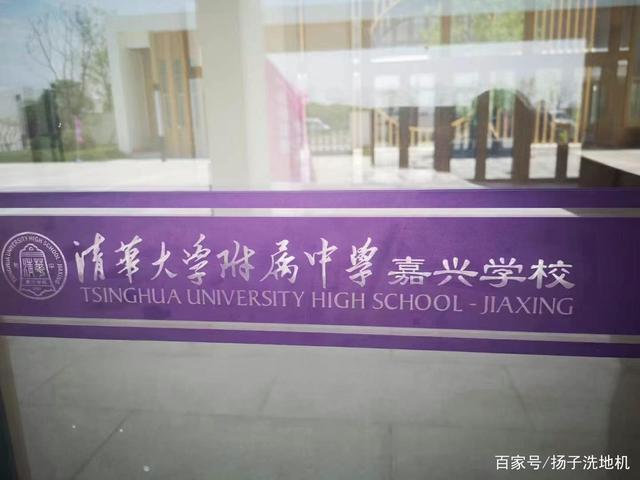 清華大学附属中學 嘉兴学校
TSINGHUA UNIVERSITY HIGH SCHOOL - JIAXING
百家号/扬子洗地机